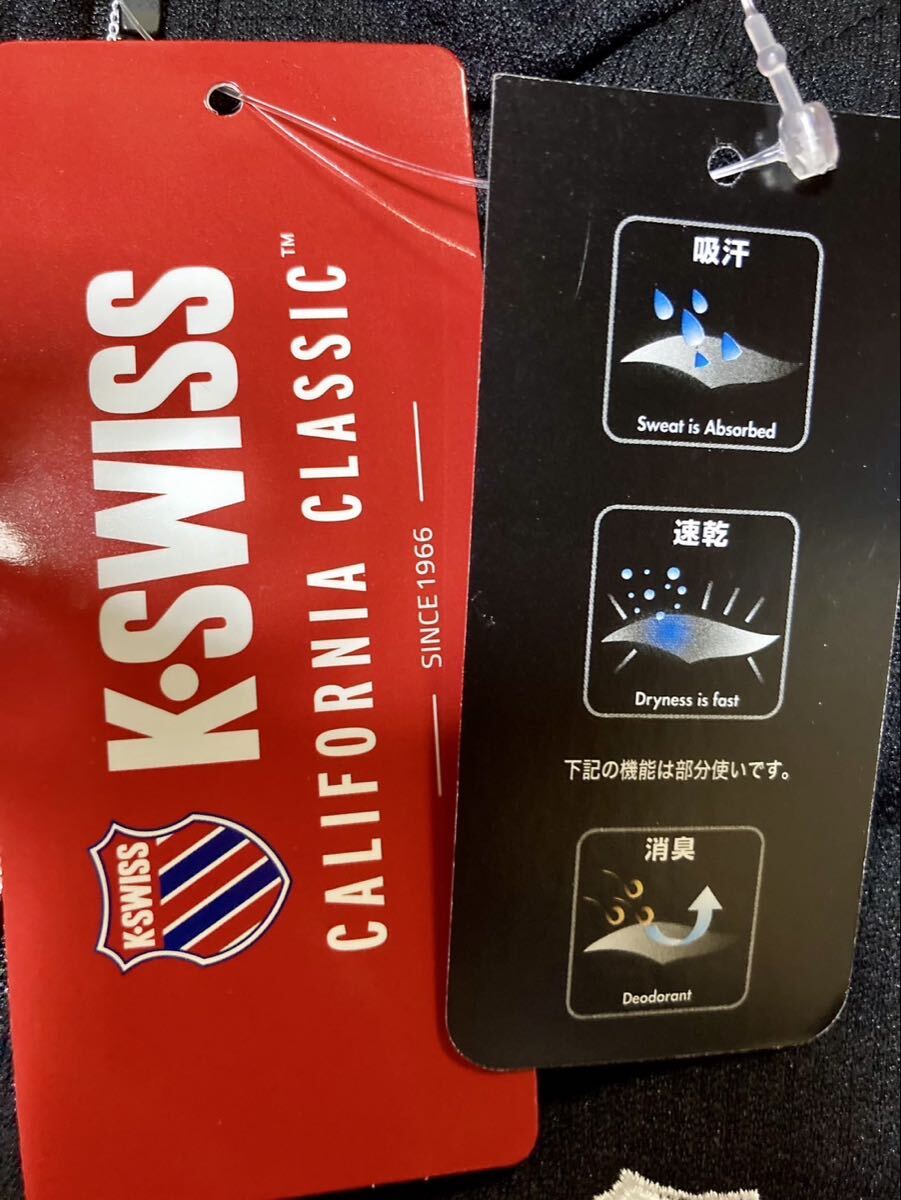 K·SWISS
CALIFORNIA CLASSIC™
SINCE 1966
K·SWISS
吸汗
Sweat is Absorbed
速乾
Dryness is fast
下記の機能は部分使いです。
消臭
Deodorant